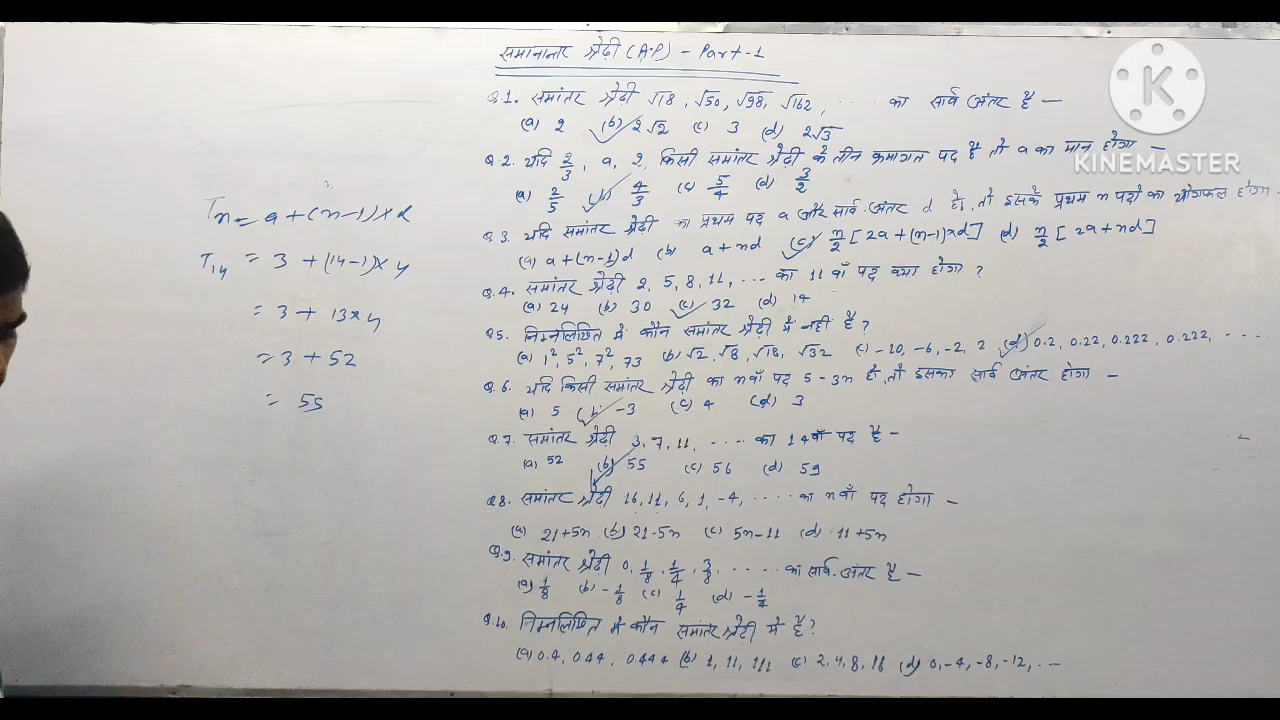 समानान्तर श्रेढ़ी (A.P) - Part-1
Q.1. समांतर श्रेढ़ी √18, √50, √98, √162, ..... का सार्व अंतर है —
(a) 2 (b) 2√2 (c) 3 (d) 2√3
Q.2. यदि 2/3, a, 2, किसी समांतर श्रेढ़ी के तीन क्रमागत पद है तो a का मान होगा —
(a) 2/5 (b) 4/3 (c) 5/4 (d) 3/2
Q.3. यदि समांतर श्रेढ़ी का प्रथम पद a और सार्व-अंतर d हो, तो इसके प्रथम n पदों का योगफल होगा-
(a) a+(n-1)d (b) a+nd (c) n/2[2a+(n-1)xd] (d) n/2[2a+nd]
Q.4. समांतर श्रेढ़ी 2, 5, 8, 11, ... का 11 वाँ पद क्या होगा ?
(a) 24 (b) 30 (c) 32 (d) 14
Q.5. निम्नलिखित में कौन समांतर श्रेढ़ी में नहीं है?
(a) 1², 5², 7², 73 (b) √2, √8, √18, √32 (c) -10, -6, -2, 2 (d) 0.2, 0.22, 0.222, 0.222, ....
Q.6. यदि किसी समांतर श्रेढ़ी का nवाँ पद 5-3n हो, तो इसका सार्व अंतर होगा —
(a) 5 (b) -3 (c) 4 (d) 3
Q.7. समांतर श्रेढ़ी 3, 7, 11, ..... का 14वाँ पद है -
(a) 52 (b) 55 (c) 56 (d) 59
Q8. समांतर श्रेढ़ी 16, 11, 6, 1, -4, ..... का nवाँ पद होगा —
(a) 21+5n (b) 21-5n (c) 5n-11 (d) 11+5n
Q.9. समांतर श्रेढ़ी 0, 1/8, 1/4, 3/8, ..... का सार्व-अंतर है —
(a) 1/8 (b) -1/8 (c) 1/4 (d) -1/4
Q.10. निम्नलिखित में कौन समांतर श्रेढ़ी में है?
(a) 0.4, 0.44, 0.444 (b) 1, 11, 111 (c) 2, 4, 8, 16 (d) 0, -4, -8, -12, ...
Tn = a+(n-1)xd
T14 = 3+(14-1)x4
= 3+13x4
= 3+52
= 55
K
KINEMASTER